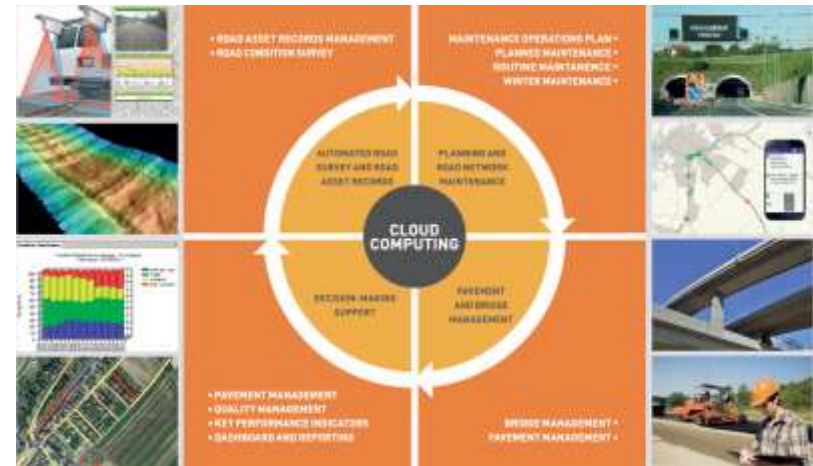 • ROAD ASSET RECORDS MANAGEMENT
• ROAD CONDITION SURVEY
MAINTENANCE OPERATIONS PLAN •
PLANNED MAINTENANCE •
ROUTINE MAINTANENCE •
WINTER MAINTENANCE •
AUTOMATED ROAD
SURVEY AND ROAD
ASSET RECORDS
PLANNING AND
ROAD NETWORK
MAINTENANCE
CLOUD
COMPUTING
DECISION-MAKING
SUPPORT
PAVEMENT
AND BRIDGE
MANAGEMENT
• PAVEMENT MANAGEMENT
• QUALITY MANAGEMENT
• KEY PERFORMANCE INDICATORS
• DASHBOARD AND REPORTING
BRIDGE MANAGEMENT •
PAVEMENT MANAGEMENT •